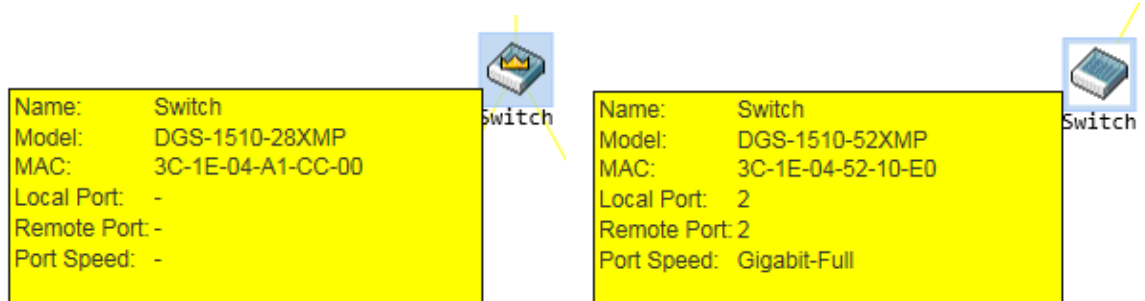 Switch
Name: Switch
Model: DGS-1510-28XMP
MAC: 3C-1E-04-A1-CC-00
Local Port: -
Remote Port: -
Port Speed: -
Switch
Name: Switch
Model: DGS-1510-52XMP
MAC: 3C-1E-04-52-10-E0
Local Port: 2
Remote Port: 2
Port Speed: Gigabit-Full